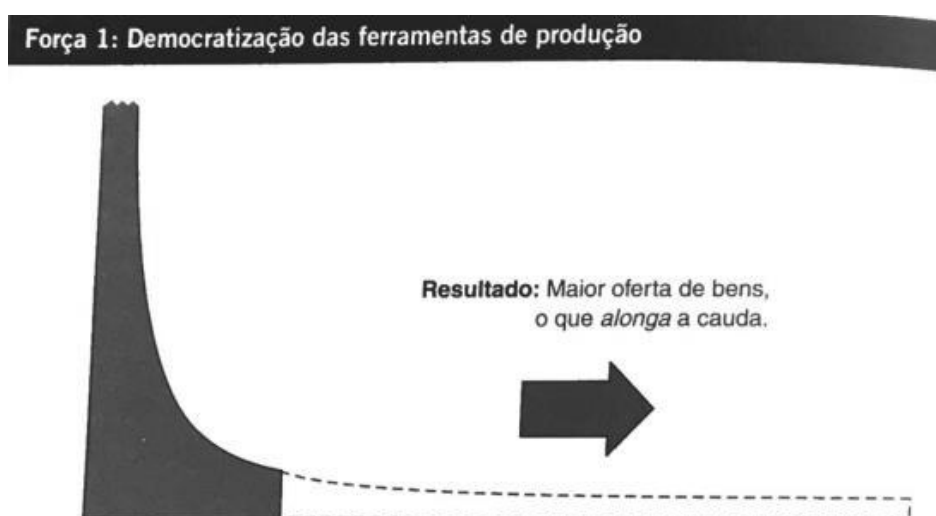 Força 1: Democratização das ferramentas de produção
Resultado: Maior oferta de bens,
o que alonga a cauda.